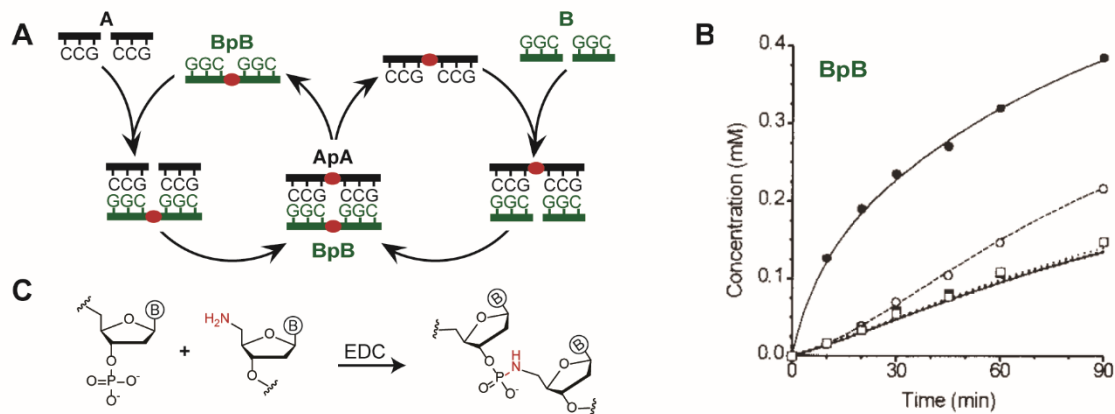 A
A
CCG CCG
BpB
GGC GGC
CCG CCG
B
GGC GGC
CCG CCG
GGC GGC
ApA
CCG CCG
GGC GGC
BpB
CCG CCG
GGC GGC
B
BpB
Concentration (mM)
0.4
0.3
0.2
0.1
0.0
0 30 60 90
Time (min)
C
B
O
O
O=P-O⁻
O⁻
+
H₂N
B
O
O
EDC
B
O
O
H
O P-N
O
O⁻
B
O
O